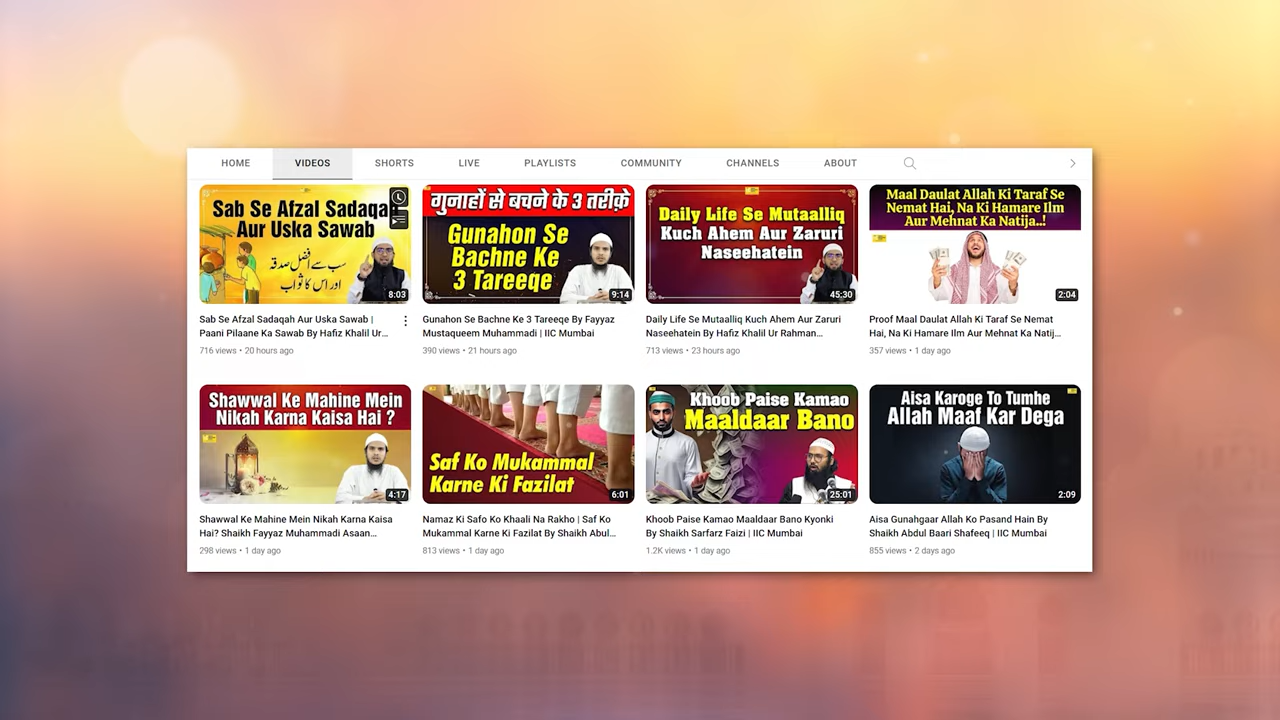 HOME VIDEOS SHORTS LIVE PLAYLISTS COMMUNITY CHANNELS ABOUT
Sab Se Afzal Sadaqa
Aur Uska Sawab
سب سے افضل صدقہ
اور اس کا ثواب
8:03
गुनाहों से बचने के 3 तरीक़े
Gunahon Se
Bachne Ke
3 Tareeqe
9:14
Daily Life Se Mutaalliq
Kuch Ahem Aur Zaruri
Naseehatein
45:30
Maal Daulat Allah Ki Taraf Se
Nemat Hai, Na Ki Hamare Ilm
Aur Mehnat Ka Natija..!
2:04
Sab Se Afzal Sadaqah Aur Uska Sawab |
Paani Pilaane Ka Sawab By Hafiz Khalil Ur...
716 views • 20 hours ago
Gunahon Se Bachne Ke 3 Tareeqe By Fayyaz
Mustaqueem Muhammadi | IIC Mumbai
390 views • 21 hours ago
Daily Life Se Mutaalliq Kuch Ahem Aur Zaruri
Naseehatein By Hafiz Khalil Ur Rahman...
713 views • 23 hours ago
Proof Maal Daulat Allah Ki Taraf Se Nemat
Hai, Na Ki Hamare Ilm Aur Mehnat Ka Natij...
357 views • 1 day ago
Shawwal Ke Mahine Mein
Nikah Karna Kaisa Hai ?
4:17
Saf Ko Mukammal
Karne Ki Fazilat
6:01
Khoob Paise Kamao
Maaldaar Bano
25:01
Aisa Karoge To Tumhe
Allah Maaf Kar Dega
2:09
Shawwal Ke Mahine Mein Nikah Karna Kaisa
Hai? Shaikh Fayyaz Muhammadi Asaan...
298 views • 1 day ago
Namaz Ki Safo Ko Khaali Na Rakho | Saf Ko
Mukammal Karne Ki Fazilat By Shaikh Abul...
813 views • 1 day ago
Khoob Paise Kamao Maaldaar Bano Kyonki
By Shaikh Sarfarz Faizi | IIC Mumbai
1.2K views • 1 day ago
Aisa Gunahgaar Allah Ko Pasand Hain By
Shaikh Abdul Baari Shafeeq | IIC Mumbai
855 views • 2 days ago